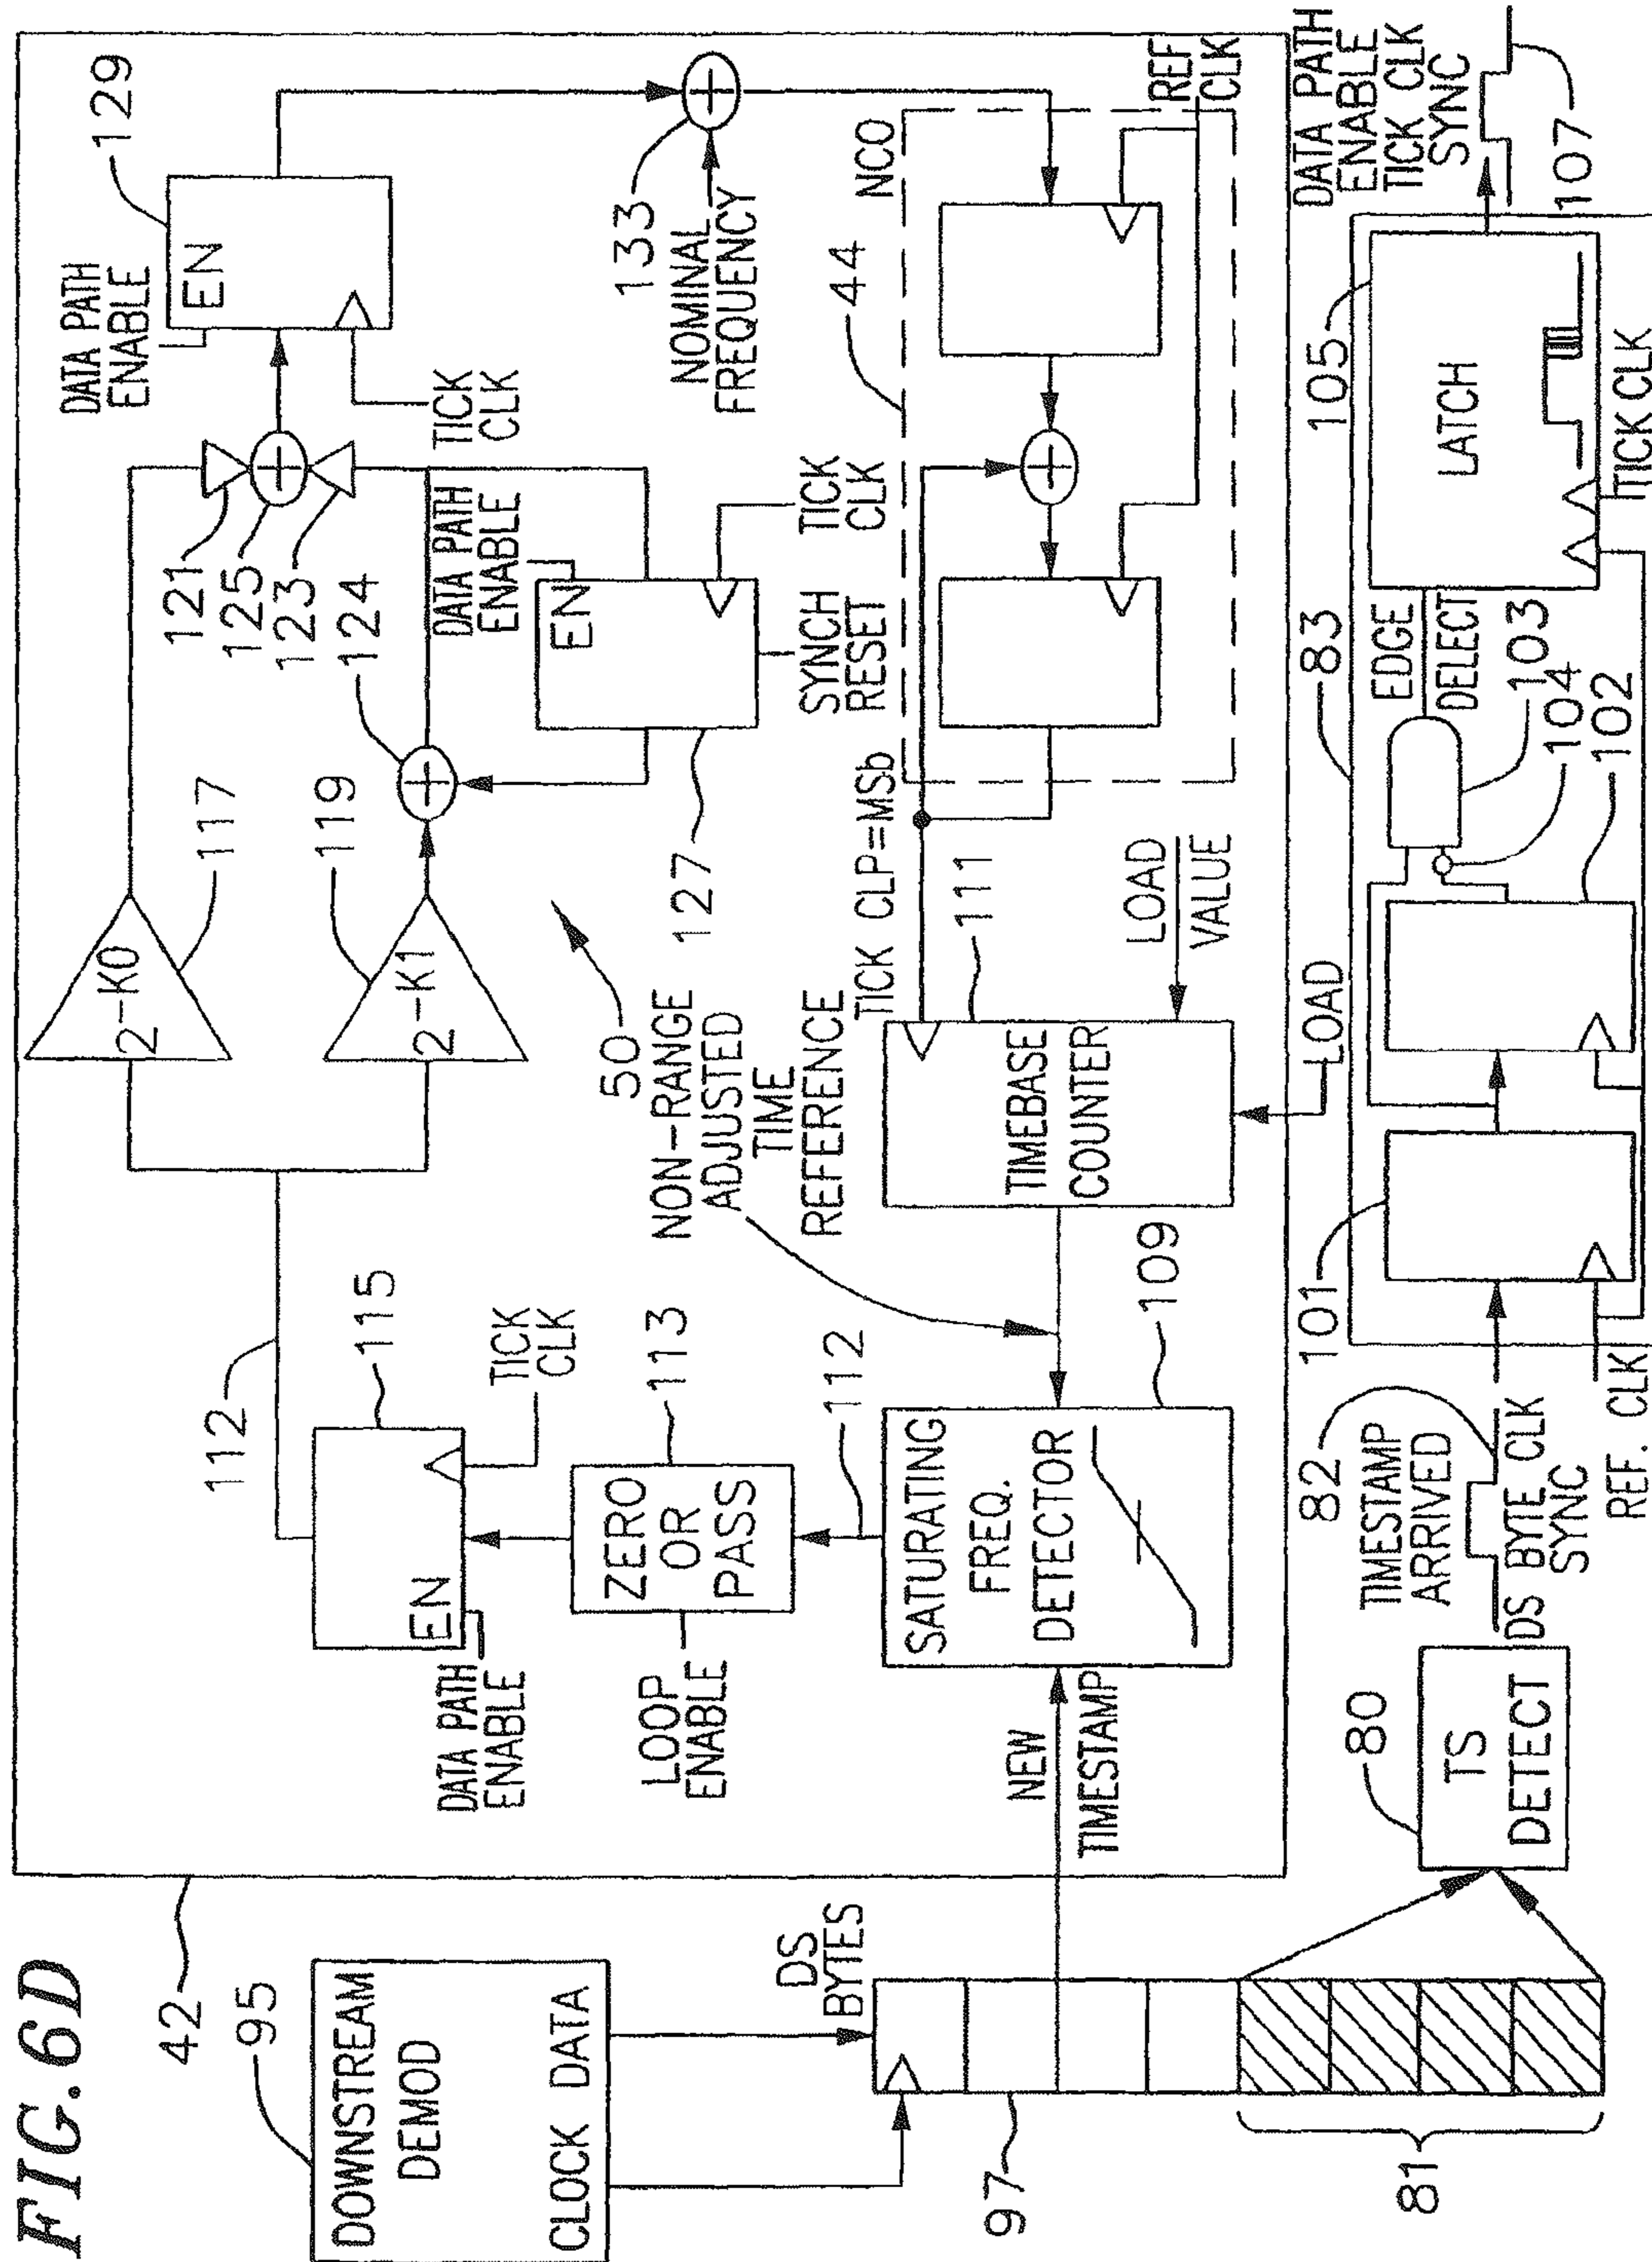 FIG. 6D
42
95
DOWNSTREAM
DEMOD
CLOCK DATA
DS
BYTES
97
81
NEW
TIMESTAMP
SATURATING
FREQ.
DETECTOR
109
112
ZERO
OR
PASS
113
LOOP
ENABLE
EN
DATA PATH
ENABLE
115
TICK
CLK
112
2-K0
117
2-K1
119
50
NON-RANGE
ADJUSTED
TIME
REFERENCE
TIMEBASE
COUNTER
111
LOAD
VALUE
LOAD
TICK CLP=MSb
124
121
125
123
127
EN
DATA PATH
ENABLE
SYNCH
RESET
TICK
CLK
DATA PATH
ENABLE
EN
129
TICK
CLK
133
NOMINAL
FREQUENCY
44
NCO
REF
CLK
80
TS
DETECT
TIMESTAMP
ARRIVED
82
DS BYTE CLK
SYNC
REF. CLK
101
83
102
104
103
EDGE
DELECT
LATCH
105
TICK CLK
DATA PATH
ENABLE
TICK CLK
SYNC
107